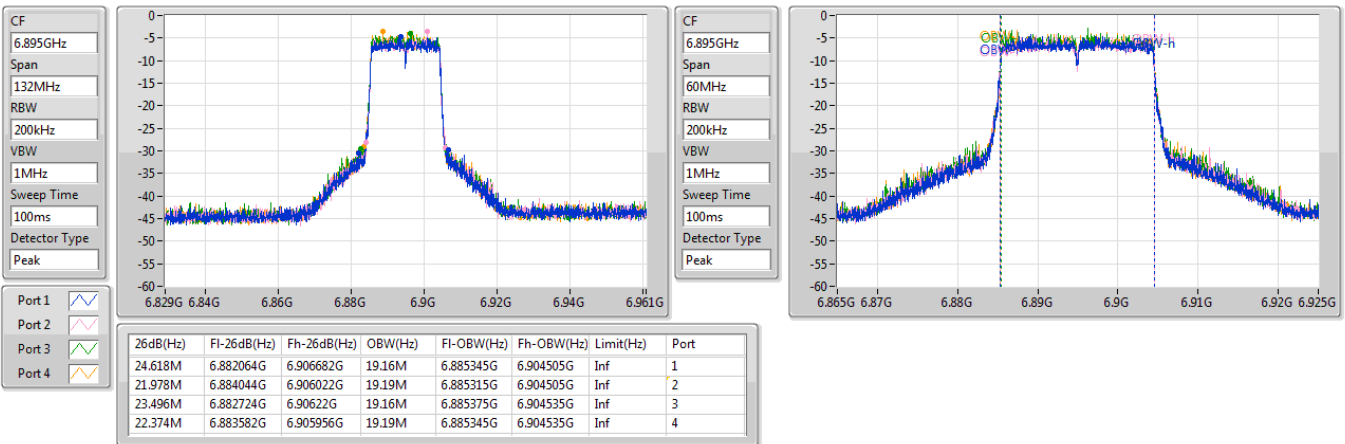 CF
6.895GHz
Span
132MHz
RBW
200kHz
VBW
1MHz
Sweep Time
100ms
Detector Type
Peak
0
-5
-10
-15
-20
-25
-30
-35
-40
-45
-50
-55
-60
6.829G 6.84G 6.86G 6.88G 6.9G 6.92G 6.94G 6.961G
CF
6.895GHz
Span
60MHz
RBW
200kHz
VBW
1MHz
Sweep Time
100ms
Detector Type
Peak
0
-5
-10
-15
-20
-25
-30
-35
-40
-45
-50
-55
-60
6.865G 6.87G 6.88G 6.89G 6.9G 6.91G 6.92G 6.925G
Port 1
Port 2
Port 3
Port 4
26dB(Hz) Fl-26dB(Hz) Fh-26dB(Hz) OBW(Hz) Fl-OBW(Hz) Fh-OBW(Hz) Limit(Hz) Port
24.618M 6.882064G 6.906682G 19.16M 6.885345G 6.904505G Inf 1
21.978M 6.884044G 6.906022G 19.19M 6.885315G 6.904505G Inf 2
23.496M 6.882724G 6.90622G 19.16M 6.885375G 6.904535G Inf 3
22.374M 6.883582G 6.905956G 19.19M 6.885345G 6.904535G Inf 4